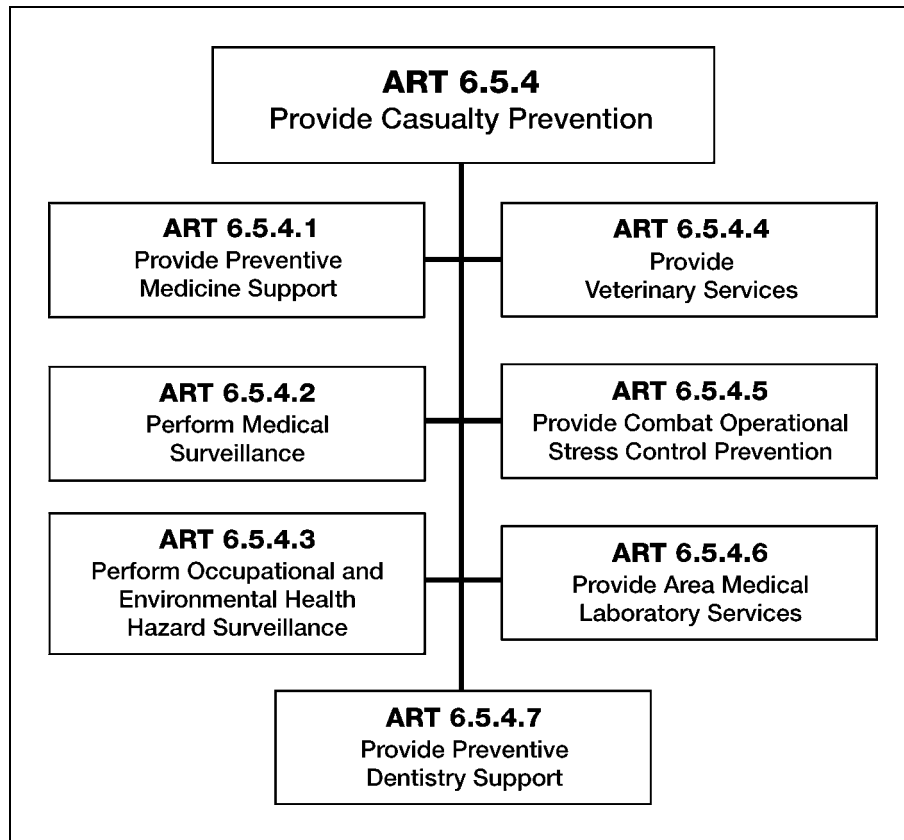 ART 6.5.4
Provide Casualty Prevention
ART 6.5.4.1
Provide Preventive
Medicine Support
ART 6.5.4.4
Provide
Veterinary Services
ART 6.5.4.2
Perform Medical
Surveillance
ART 6.5.4.5
Provide Combat Operational
Stress Control Prevention
ART 6.5.4.3
Perform Occupational and
Environmental Health
Hazard Surveillance
ART 6.5.4.6
Provide Area Medical
Laboratory Services
ART 6.5.4.7
Provide Preventive
Dentistry Support